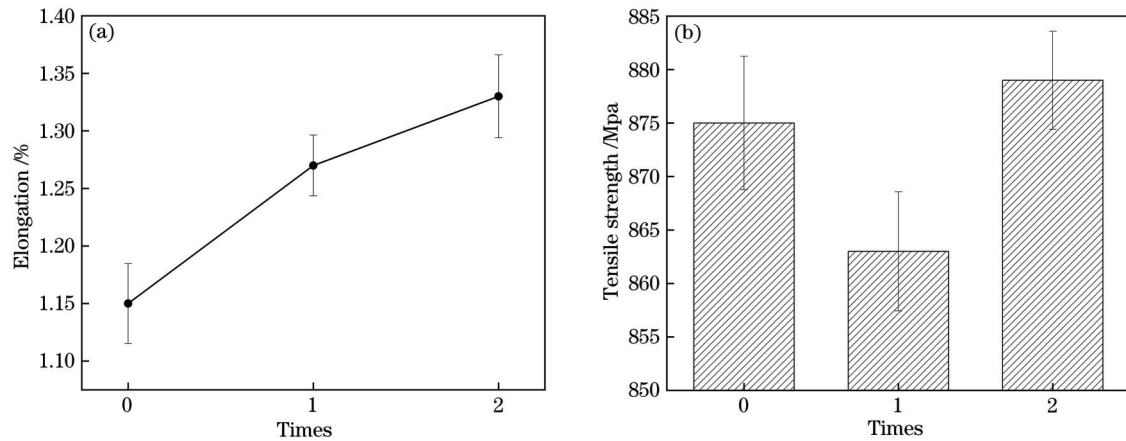 (a)
1.40
1.35
1.30
1.25
1.20
1.15
1.10
Elongation /%
0 1 2
Times
(b)
885
880
875
870
865
860
855
850
Tensile strength /Mpa
0 1 2
Times